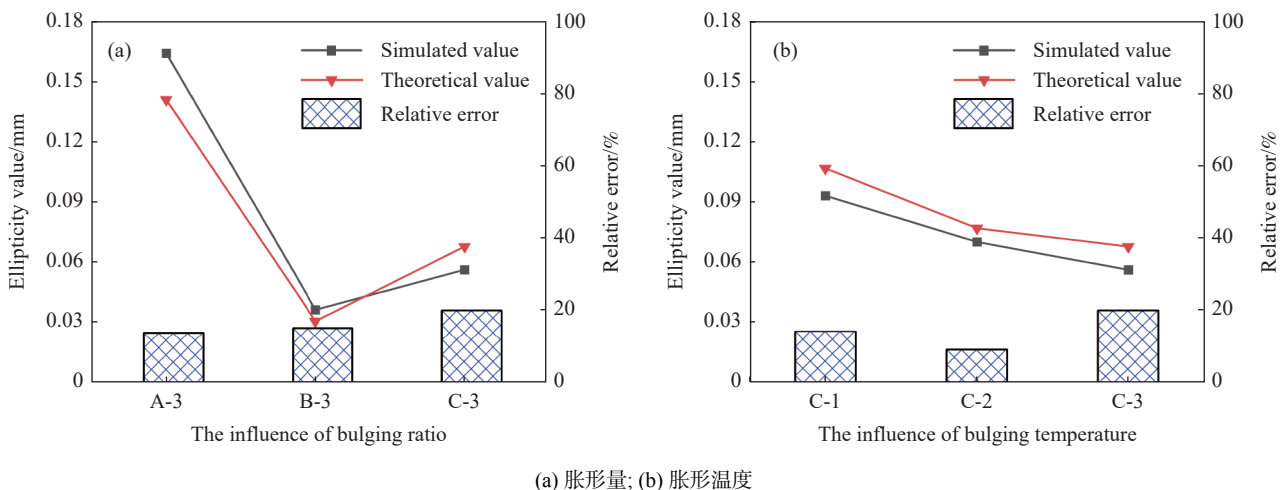 (a)
Simulated value
Theoretical value
Relative error
Ellipticity value/mm
0.18
0.15
0.12
0.09
0.06
0.03
0
100
80
60
40
20
0
Relative error/%
A-3 B-3 C-3
The influence of bulging ratio
(b)
Simulated value
Theoretical value
Relative error
Ellipticity value/mm
0.18
0.15
0.12
0.09
0.06
0.03
0
100
80
60
40
20
0
Relative error/%
C-1 C-2 C-3
The influence of bulging temperature
(a) 胀形量; (b) 胀形温度